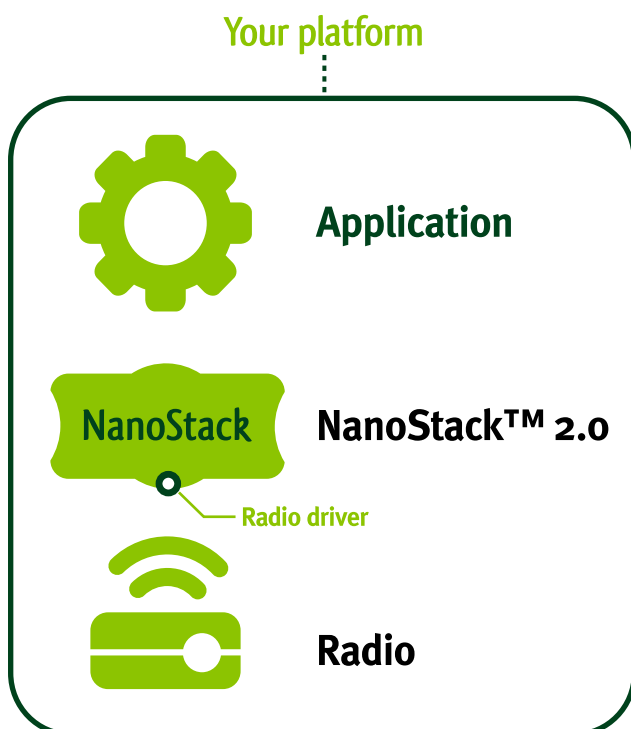 Your platform
Application
NanoStack
NanoStack™ 2.0
Radio driver
Radio